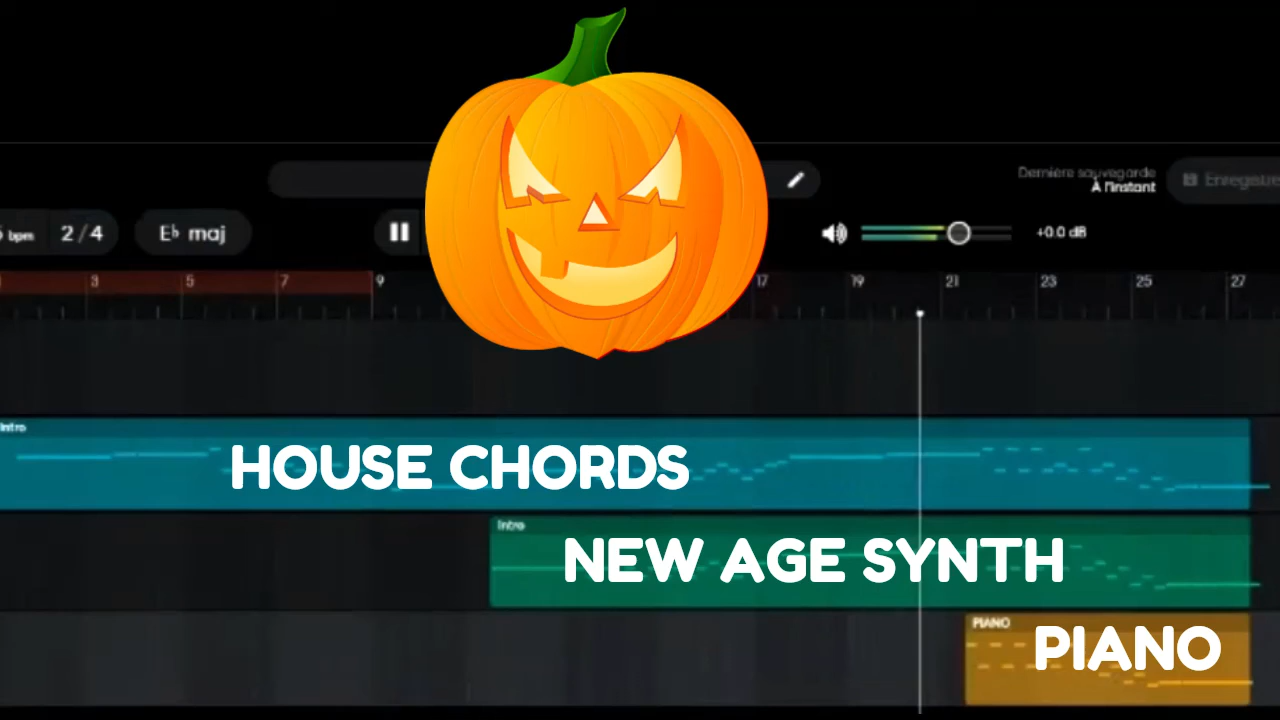 Dernière sauvegarde
À l'instant
Enregistre
bpm
2 / 4
E♭ maj
+0.0 dB
3 5 7 9 17 19 21 23 25 27
Intro
HOUSE CHORDS
Intro
NEW AGE SYNTH
PIANO
PIANO